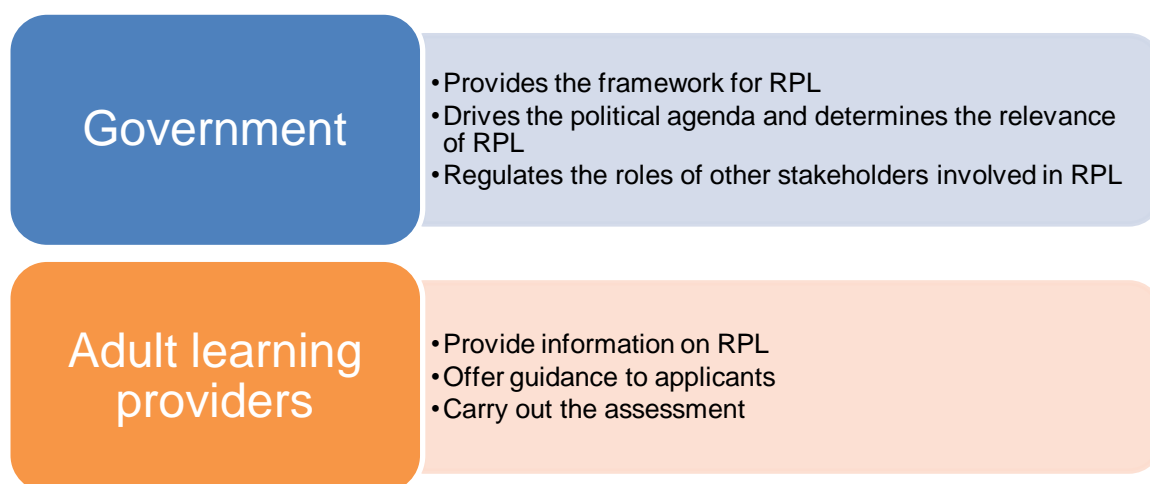 Government
•Provides the framework for RPL
•Drives the political agenda and determines the relevance
of RPL
•Regulates the roles of other stakeholders involved in RPL
Adult learning
providers
•Provide information on RPL
•Offer guidance to applicants
•Carry out the assessment